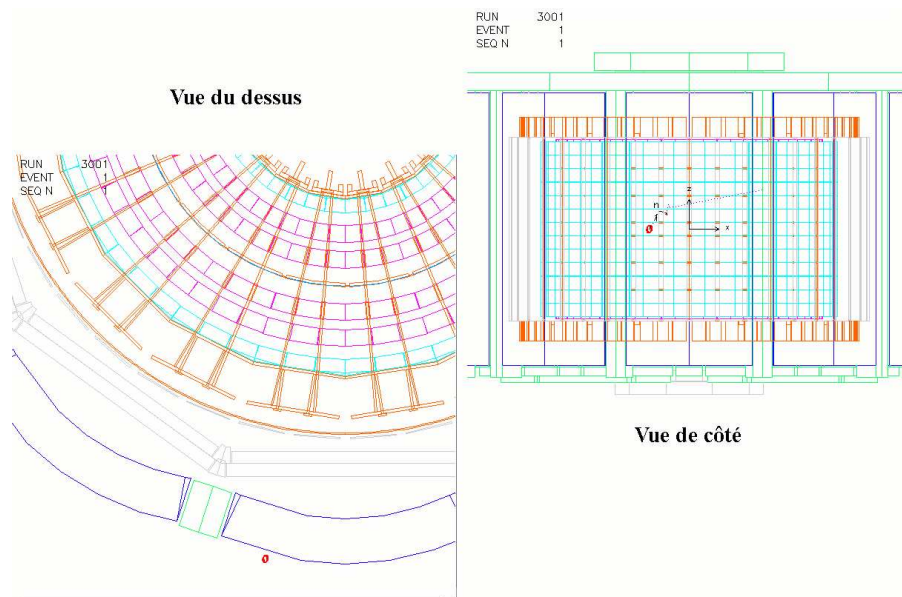 RUN 3001
EVENT 1
SEQ N 1
Vue du dessus
RUN 3001
EVENT 1
SEQ N 1
z
n
x
Vue de côté